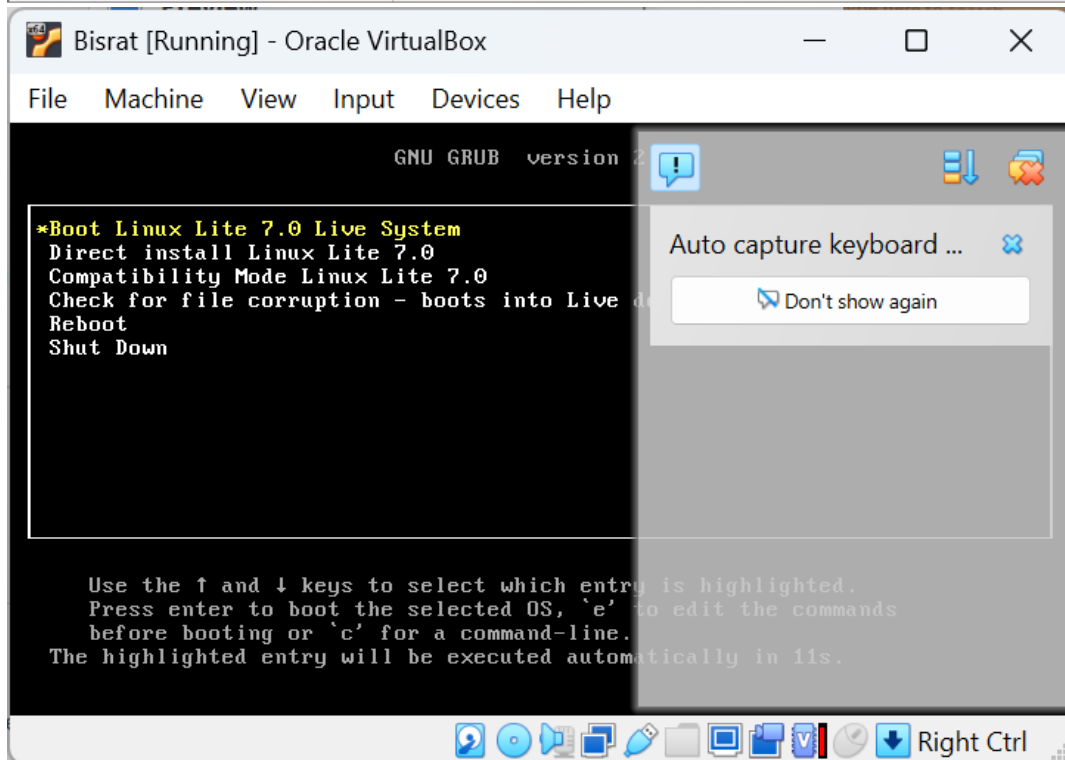 Bisrat [Running] - Oracle VirtualBox
File Machine View Input Devices Help
GNU GRUB version 2
Auto capture keyboard ...
Don't show again
*Boot Linux Lite 7.0 Live System
Direct install Linux Lite 7.0
Compatibility Mode Linux Lite 7.0
Check for file corruption - boots into Live
Reboot
Shut Down
Use the ↑ and ↓ keys to select which entry is highlighted.
Press enter to boot the selected OS, `e' to edit the commands
before booting or `c' for a command-line.
The highlighted entry will be executed automatically in 11s.
Right Ctrl